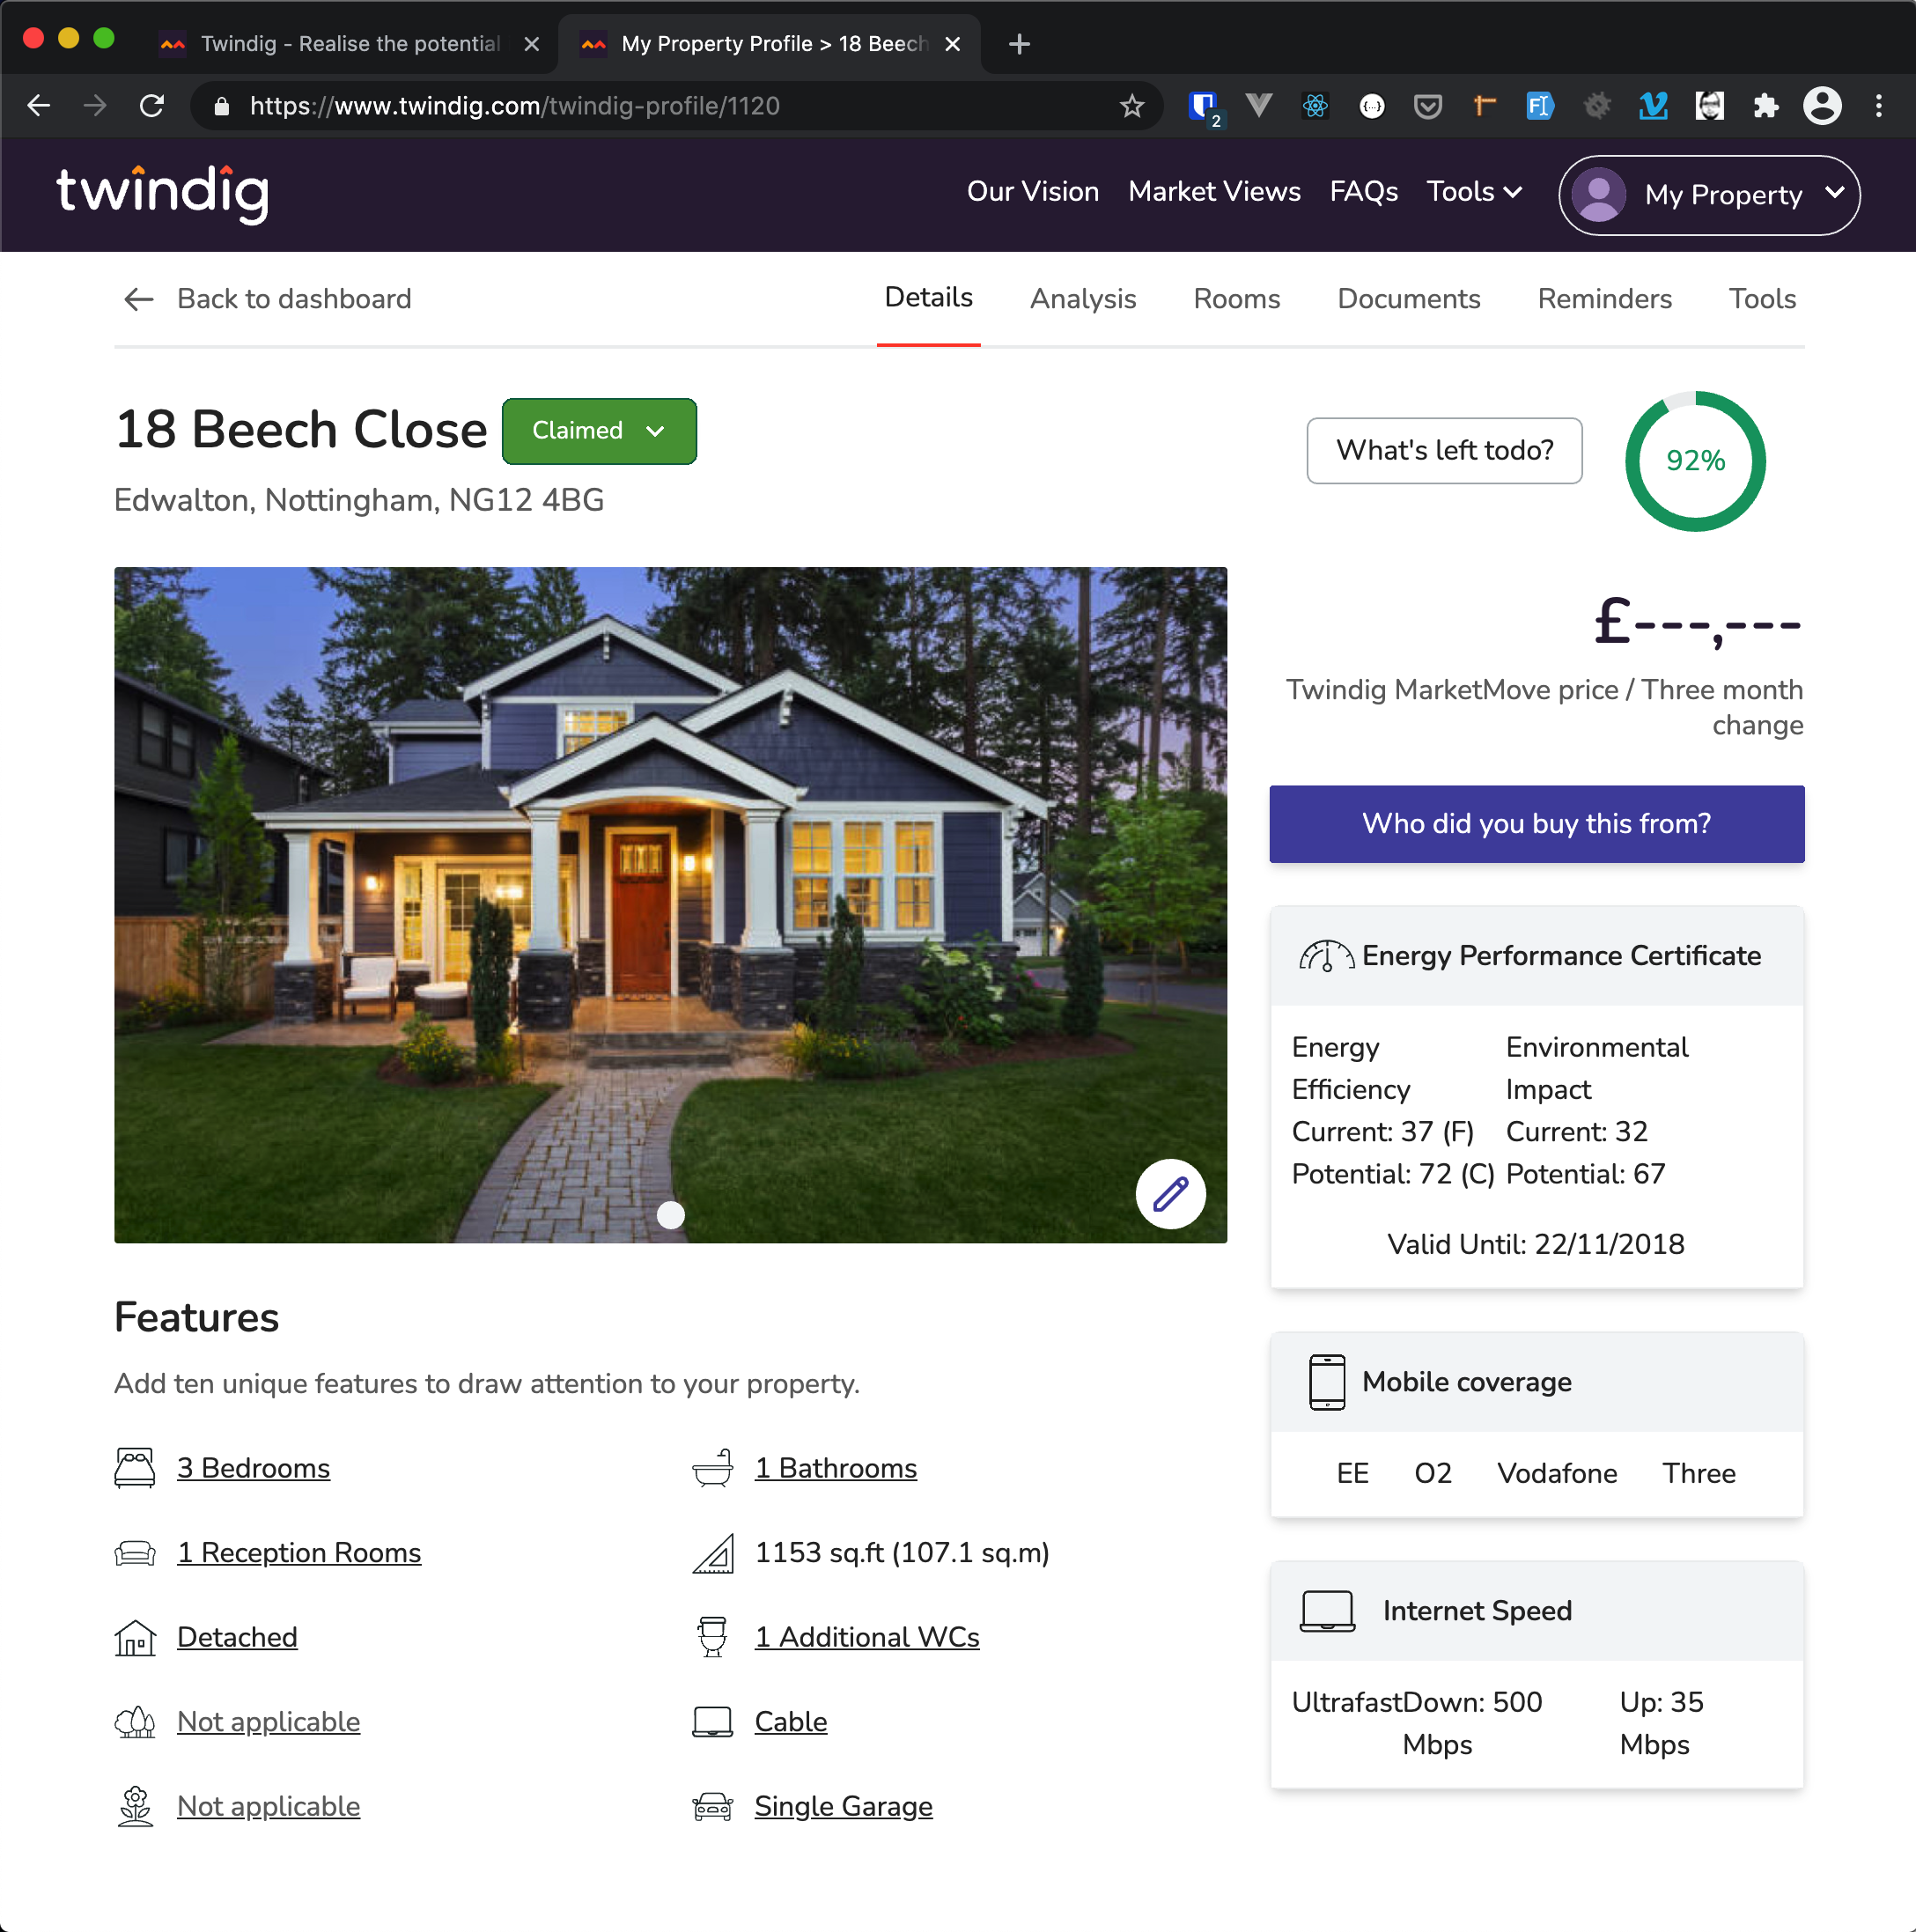 Twindig - Realise the potential
My Property Profile > 18 Beech
https://www.twindig.com/twindig-profile/1120
2
twindig
Our Vision Market Views FAQs Tools My Property
Back to dashboard
Details Analysis Rooms Documents Reminders Tools
18 Beech Close Claimed
What's left todo? 92%
Edwalton, Nottingham, NG12 4BG
£---,---
Twindig MarketMove price / Three month
change
Who did you buy this from?
Energy Performance Certificate
Energy
Efficiency
Current: 37 (F)
Potential: 72 (C)
Environmental
Impact
Current: 32
Potential: 67
Valid Until: 22/11/2018
Features
Add ten unique features to draw attention to your property.
3 Bedrooms
1 Bathrooms
1 Reception Rooms
1153 sq.ft (107.1 sq.m)
Detached
1 Additional WCs
Not applicable
Cable
Not applicable
Single Garage
Mobile coverage
EE O2 Vodafone Three
Internet Speed
Ultrafast
Down: 500
Mbps
Up: 35
Mbps